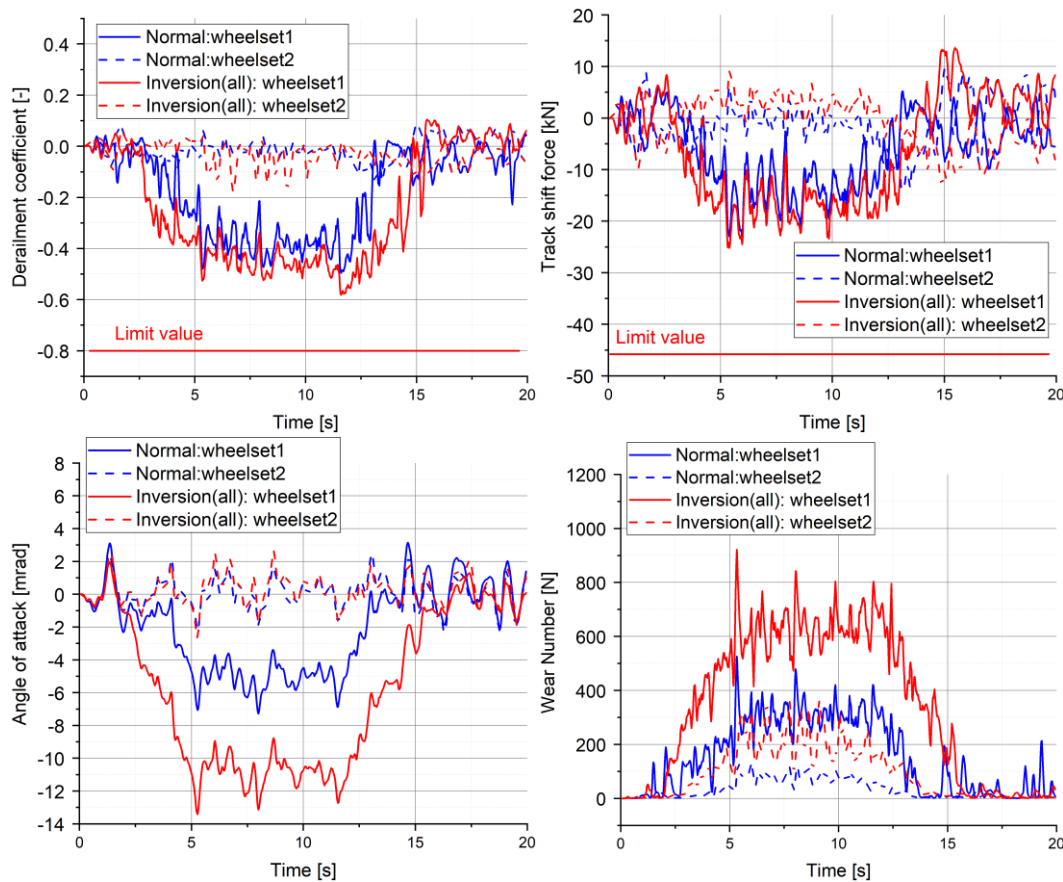 0.4
0.2
0.0
-0.2
-0.4
-0.6
-0.8
Derailment coefficient [-]
Normal:wheelset1
Normal:wheelset2
Inversion(all): wheelset1
Inversion(all): wheelset2
Limit value
0 5 10 15 20
Time [s]
20
10
0
-10
-20
-30
-40
-50
Track shift force [kN]
Normal:wheelset1
Normal:wheelset2
Inversion(all): wheelset1
Inversion(all): wheelset2
Limit value
0 5 10 15 20
Time [s]
8
6
4
2
0
-2
-4
-6
-8
-10
-12
-14
Angle of attack [mrad]
Normal:wheelset1
Normal:wheelset2
Inversion(all): wheelset1
Inversion(all): wheelset2
0 5 10 15 20
Time [s]
1200
1000
800
600
400
200
0
Wear Number [N]
Normal:wheelset1
Normal:wheelset2
Inversion(all): wheelset1
Inversion(all): wheelset2
0 5 10 15 20
Time [s]